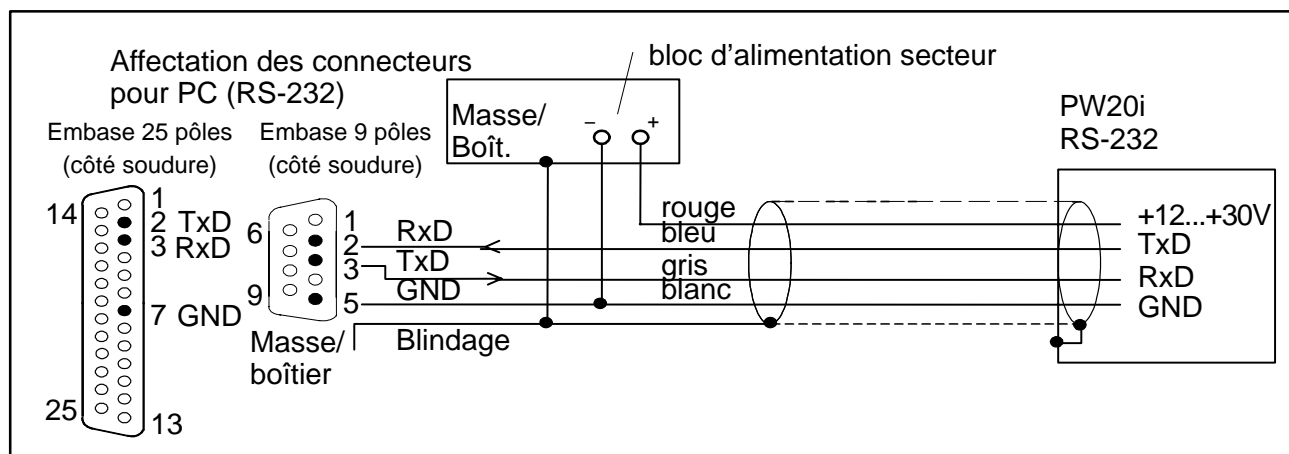 Affectation des connecteurs
pour PC (RS-232)
bloc d'alimentation secteur
Embase 25 pôles
(côté soudure)
Embase 9 pôles
(côté soudure)
Masse/
Boît.
– +
PW20i
RS-232
14
1
2 TxD
3 RxD
7 GND
25
13
6
1
2
3
9
5
RxD
TxD
GND
Masse/
boîtier
Blindage
rouge
bleu
gris
blanc
+12...+30V
TxD
RxD
GND